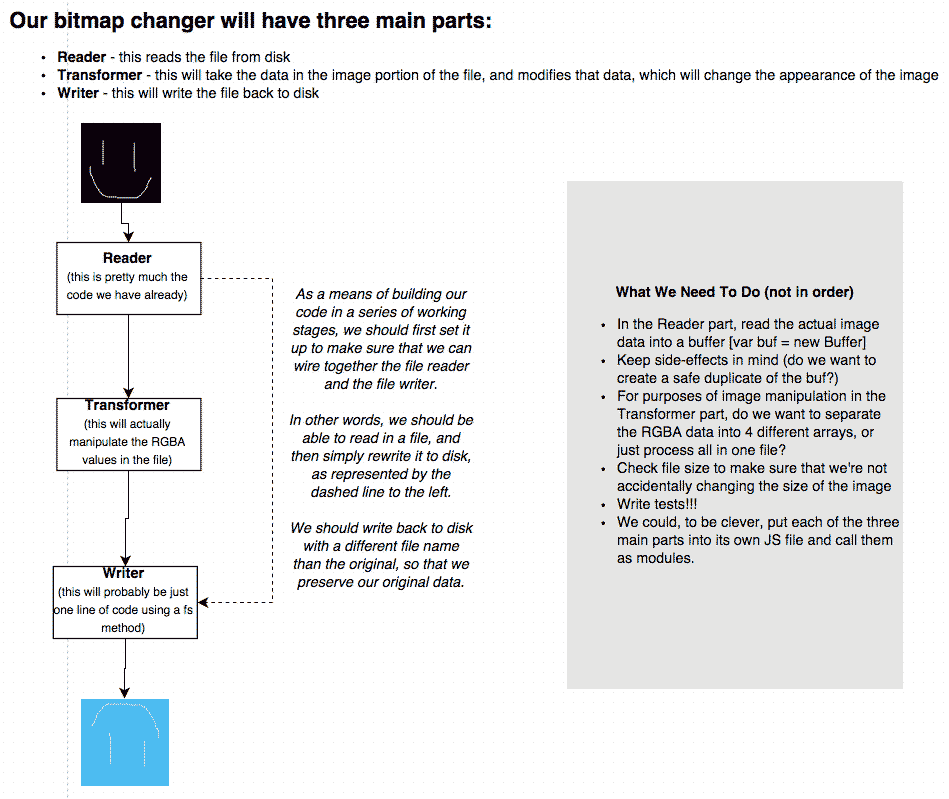 Our bitmap changer will have three main parts:
• Reader - this reads the file from disk
• Transformer - this will take the data in the image portion of the file, and modifies that data, which will change the appearance of the image
• Writer - this will write the file back to disk
Reader
(this is pretty much the
code we have already)
Transformer
(this will actually
manipulate the RGBA
values in the file)
Writer
(this will probably be just
one line of code using a fs
method)
As a means of building our
code in a series of working
stages, we should first set it
up to make sure that we can
wire together the file reader
and the file writer.
In other words, we should be
able to read in a file, and
then simply rewrite it to disk,
as represented by the
dashed line to the left.
We should write back to disk
with a different file name
than the original, so that we
preserve our original data.
What We Need To Do (not in order)
• In the Reader part, read the actual image
data into a buffer [var buf = new Buffer]
• Keep side-effects in mind (do we want to
create a safe duplicate of the buf?)
• For purposes of image manipulation in the
Transformer part, do we want to separate
the RGBA data into 4 different arrays, or
just process all in one file?
• Check file size to make sure that we're not
accidentally changing the size of the image
• Write tests!!!
• We could, to be clever, put each of the three
main parts into its own JS file and call them
as modules.